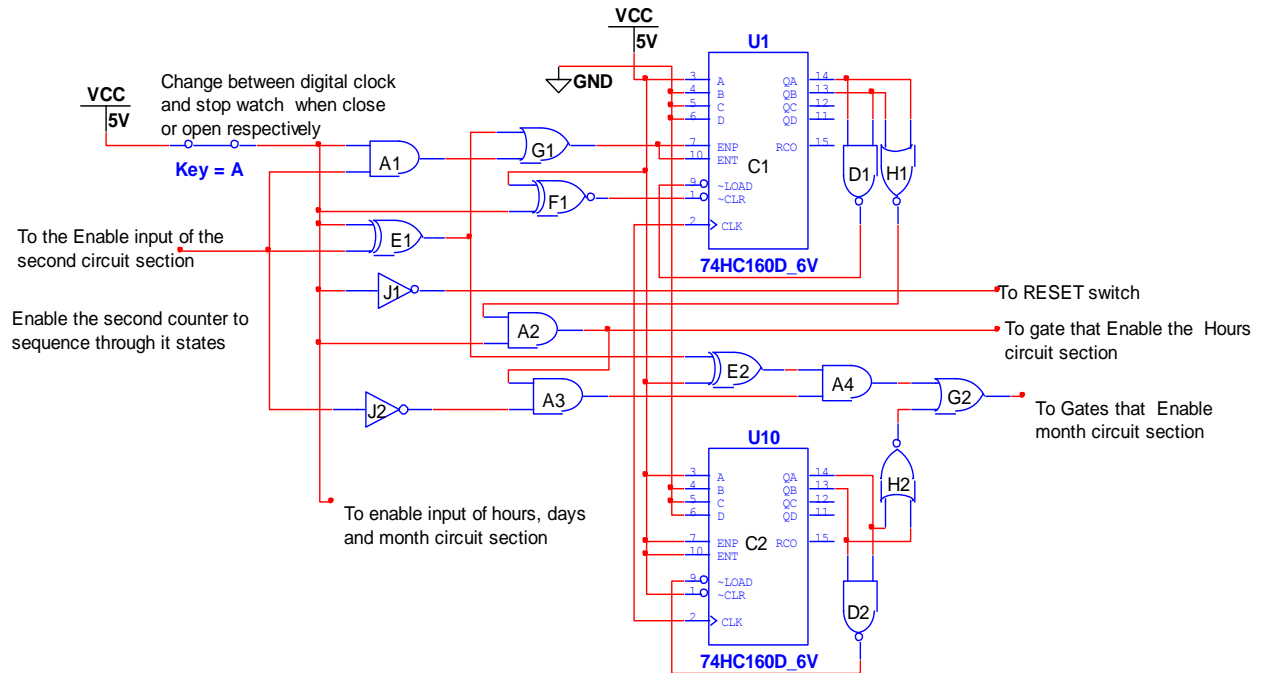 VCC
5V
U1
GND
Change between digital clock
and stop watch when close
or open respectively
VCC
5V
Key = A
A1
G1
F1
E1
3
4
5
6
7
10
9
1
2
A
B
C
D
ENP
ENT
~LOAD
~CLR
CLK
C1
QA
QB
QC
QD
RCO
14
13
12
11
15
D1
H1
74HC160D_6V
To the Enable input of the
second circuit section
J1
To RESET switch
Enable the second counter to
sequence through it states
A2
To gate that Enable the Hours
circuit section
E2
A4
G2
J2
A3
To Gates that Enable
month circuit section
U10
To enable input of hours, days
and month circuit section
3
4
5
6
7
10
9
1
2
A
B
C
D
ENP
ENT
~LOAD
~CLR
CLK
C2
QA
QB
QC
QD
RCO
14
13
12
11
15
H2
D2
74HC160D_6V